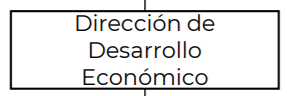 Dirección de
Desarrollo
Económico